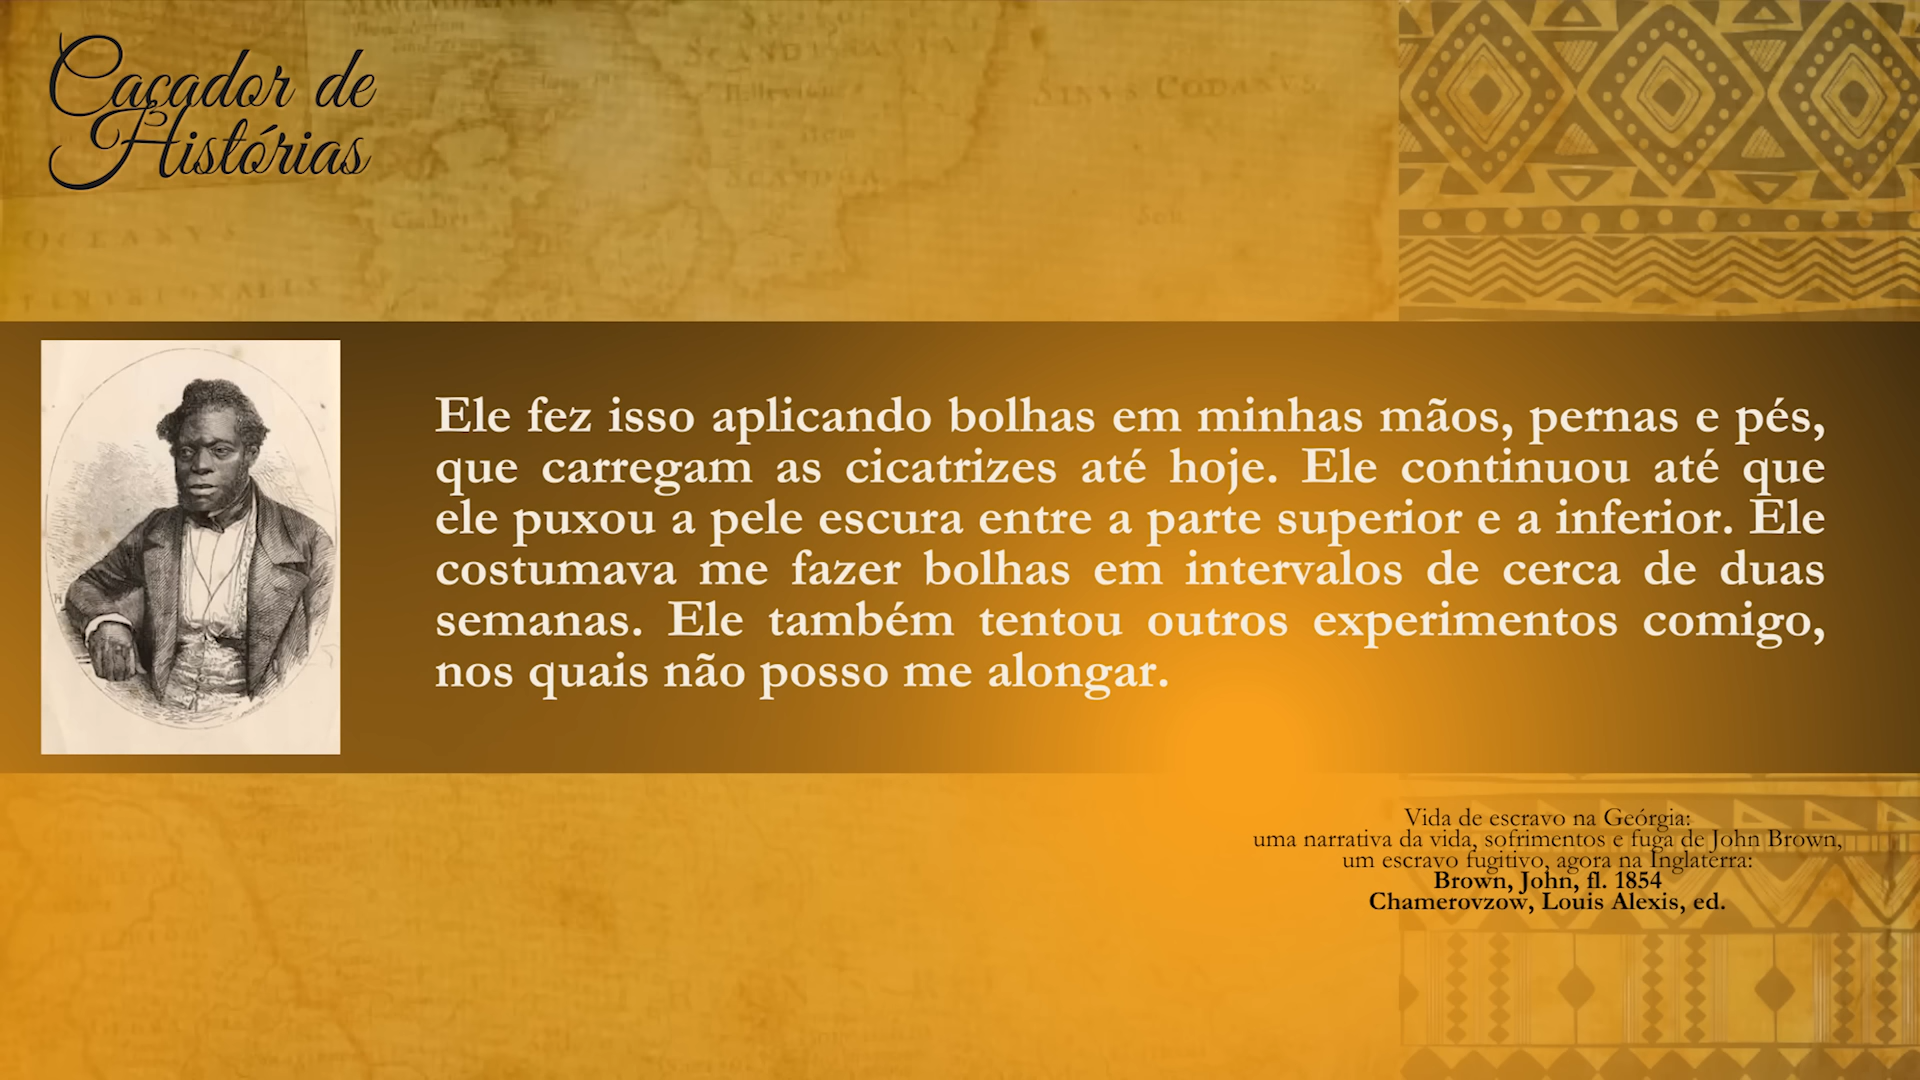 Caçador de
Histórias
Ele fez isso aplicando bolhas em minhas mãos, pernas e pés,
que carregam as cicatrizes até hoje. Ele continuou até que
ele puxou a pele escura entre a parte superior e a inferior. Ele
costumava me fazer bolhas em intervalos de cerca de duas
semanas. Ele também tentou outros experimentos comigo,
nos quais não posso me alongar.
Vida de escravo na Geórgia:
uma narrativa da vida, sofrimentos e fuga de John Brown,
um escravo fugitivo, agora na Inglaterra:
Brown, John, fl. 1854
Chamerovzow, Louis Alexis, ed.